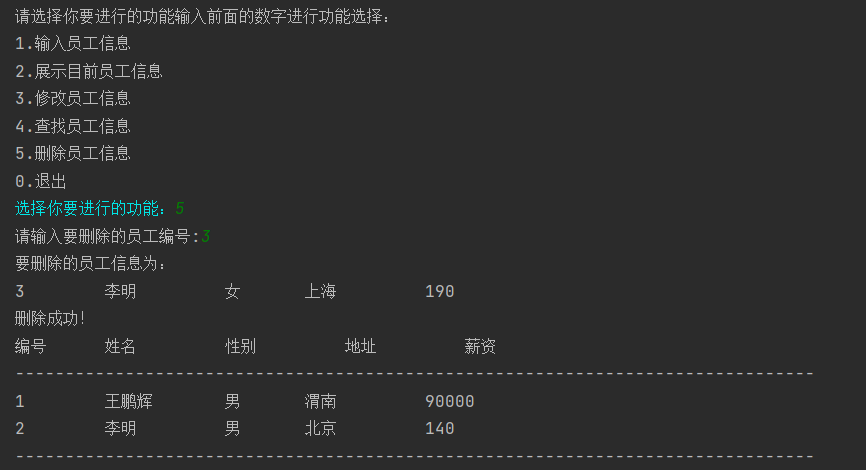 请选择你要进行的功能输入前面的数字进行功能选择：
1.输入员工信息
2.展示目前员工信息
3.修改员工信息
4.查找员工信息
5.删除员工信息
0.退出
选择你要进行的功能：5
请输入要删除的员工编号:3
要删除的员工信息为：
3 李明 女 上海 190
删除成功!
编号 姓名 性别 地址 薪资
--------------------------------------------------------------------------------
1 王鹏辉 男 渭南 90000
2 李明 男 北京 140
--------------------------------------------------------------------------------